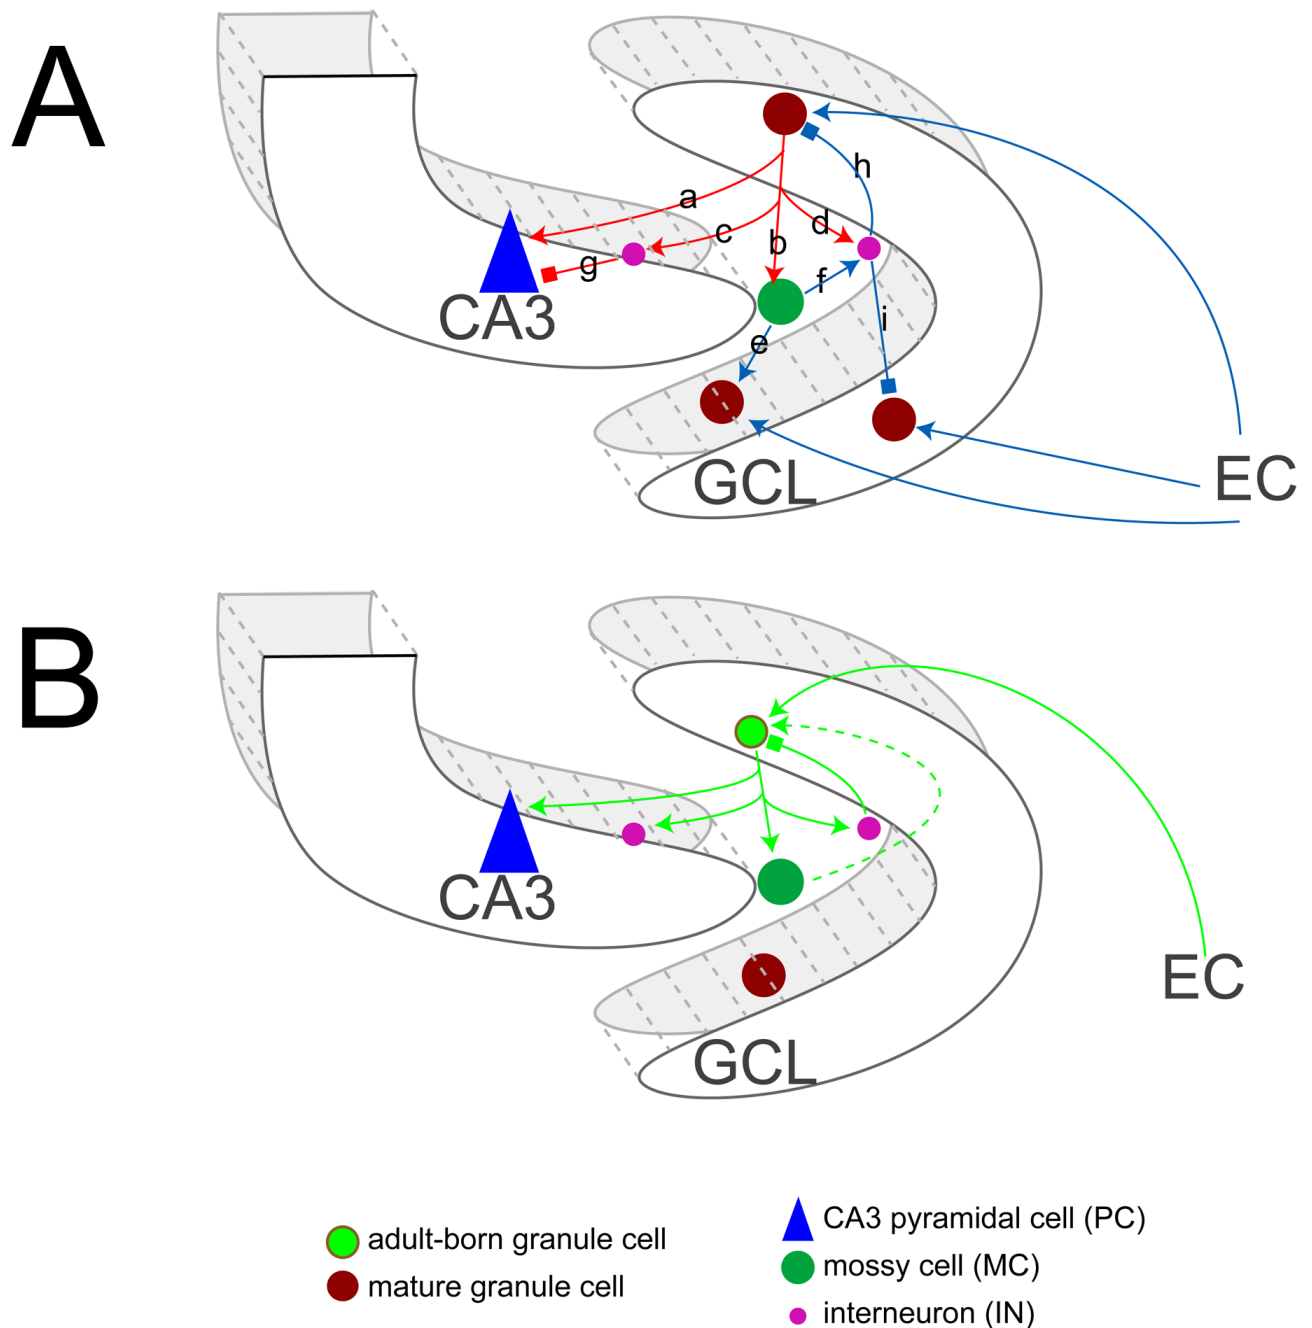 A
a
c
b
d
h
g
f
e
i
CA3
GCL
EC
B
CA3
GCL
EC
adult-born granule cell
mature granule cell
CA3 pyramidal cell (PC)
mossy cell (MC)
interneuron (IN)